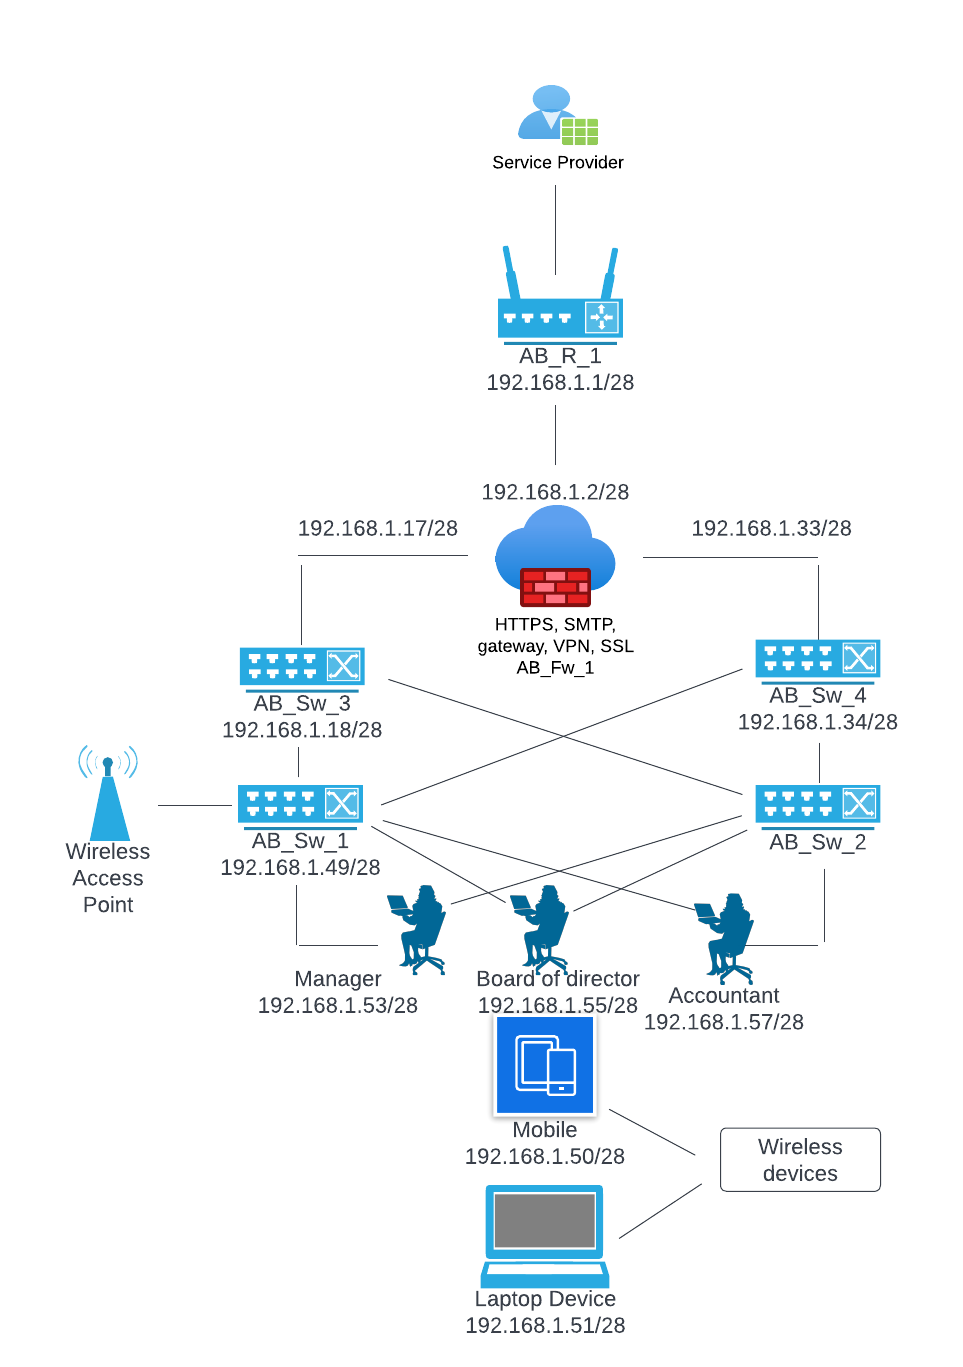 Service Provider
AB_R_1
192.168.1.1/28
192.168.1.2/28
192.168.1.17/28
192.168.1.33/28
HTTPS, SMTP,
gateway, VPN, SSL
AB_Fw_1
AB_Sw_3
192.168.1.18/28
AB_Sw_4
192.168.1.34/28
Wireless
Access
Point
AB_Sw_1
192.168.1.49/28
AB_Sw_2
Manager
192.168.1.53/28
Board of director
192.168.1.55/28
Accountant
192.168.1.57/28
Mobile
192.168.1.50/28
Wireless
devices
Laptop Device
192.168.1.51/28